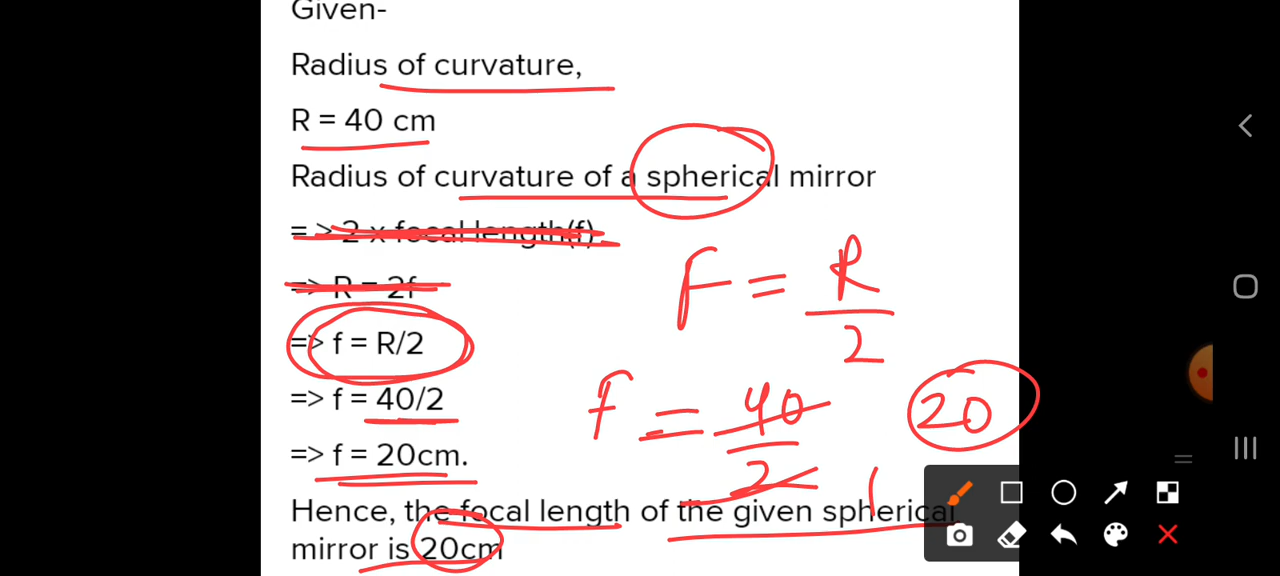 Given-
Radius of curvature,
R = 40 cm
Radius of curvature of a spherical mirror
= > 2 x focal length(f)
=> R = 2f
=> f = R/2
=> f = 40/2
=> f = 20cm.
Hence, the focal length of the given spherical
mirror is 20cm
F = R/2
f = 40/2 20
1